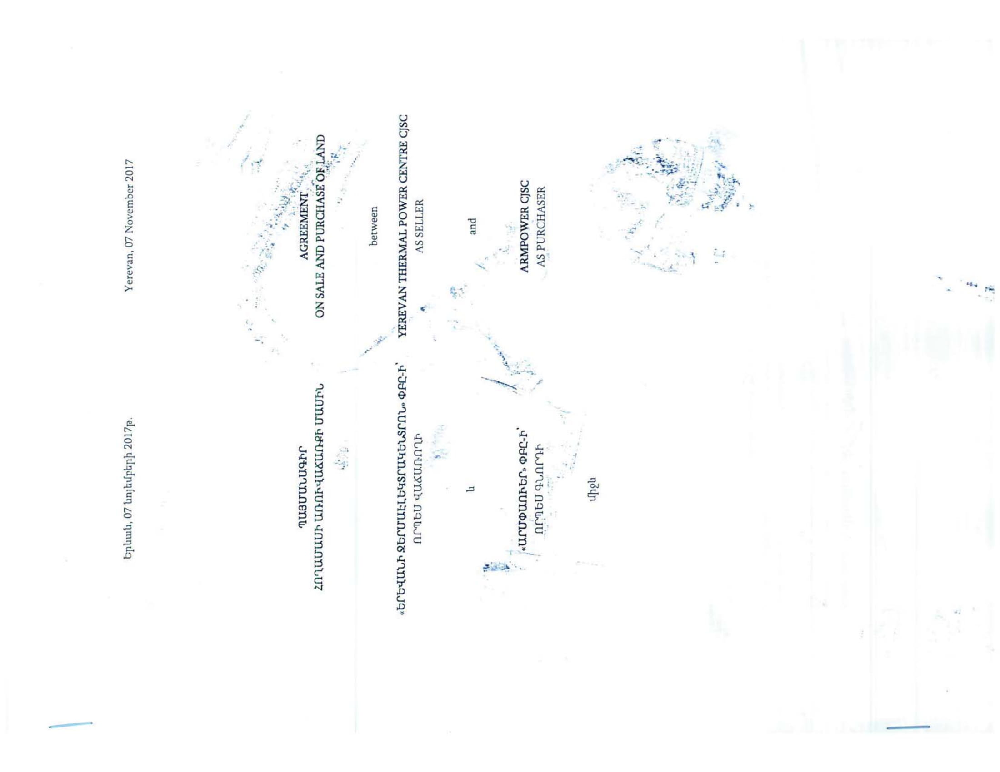 Երևան, 07 նոյեմբերի 2017թ.
ՊԱՅՄԱՆԱԳԻՐ
ՀՈՂԱՄԱՍԻ ԱՌՈՒՎԱՃԱՌՔԻ ՄԱՍԻՆ
«ԵՐԵՎԱՆԻ ՋԵՐՄԱԷԼԵԿՏՐԱԿԵՆՏՐՈՆ» ՓԲԸ-Ի՝
ՈՐՊԵՍ ՎԱՃԱՌՈՂԻ
և
«ԱՐՄՓԱՈՒԵՐ» ՓԲԸ-Ի՝
ՈՐՊԵՍ ԳՆՈՐԴԻ
միջև
Yerevan, 07 November 2017
AGREEMENT
ON SALE AND PURCHASE OF LAND
between
YEREVAN THERMAL POWER CENTRE CJSC
AS SELLER
and
ARMPOWER CJSC
AS PURCHASER